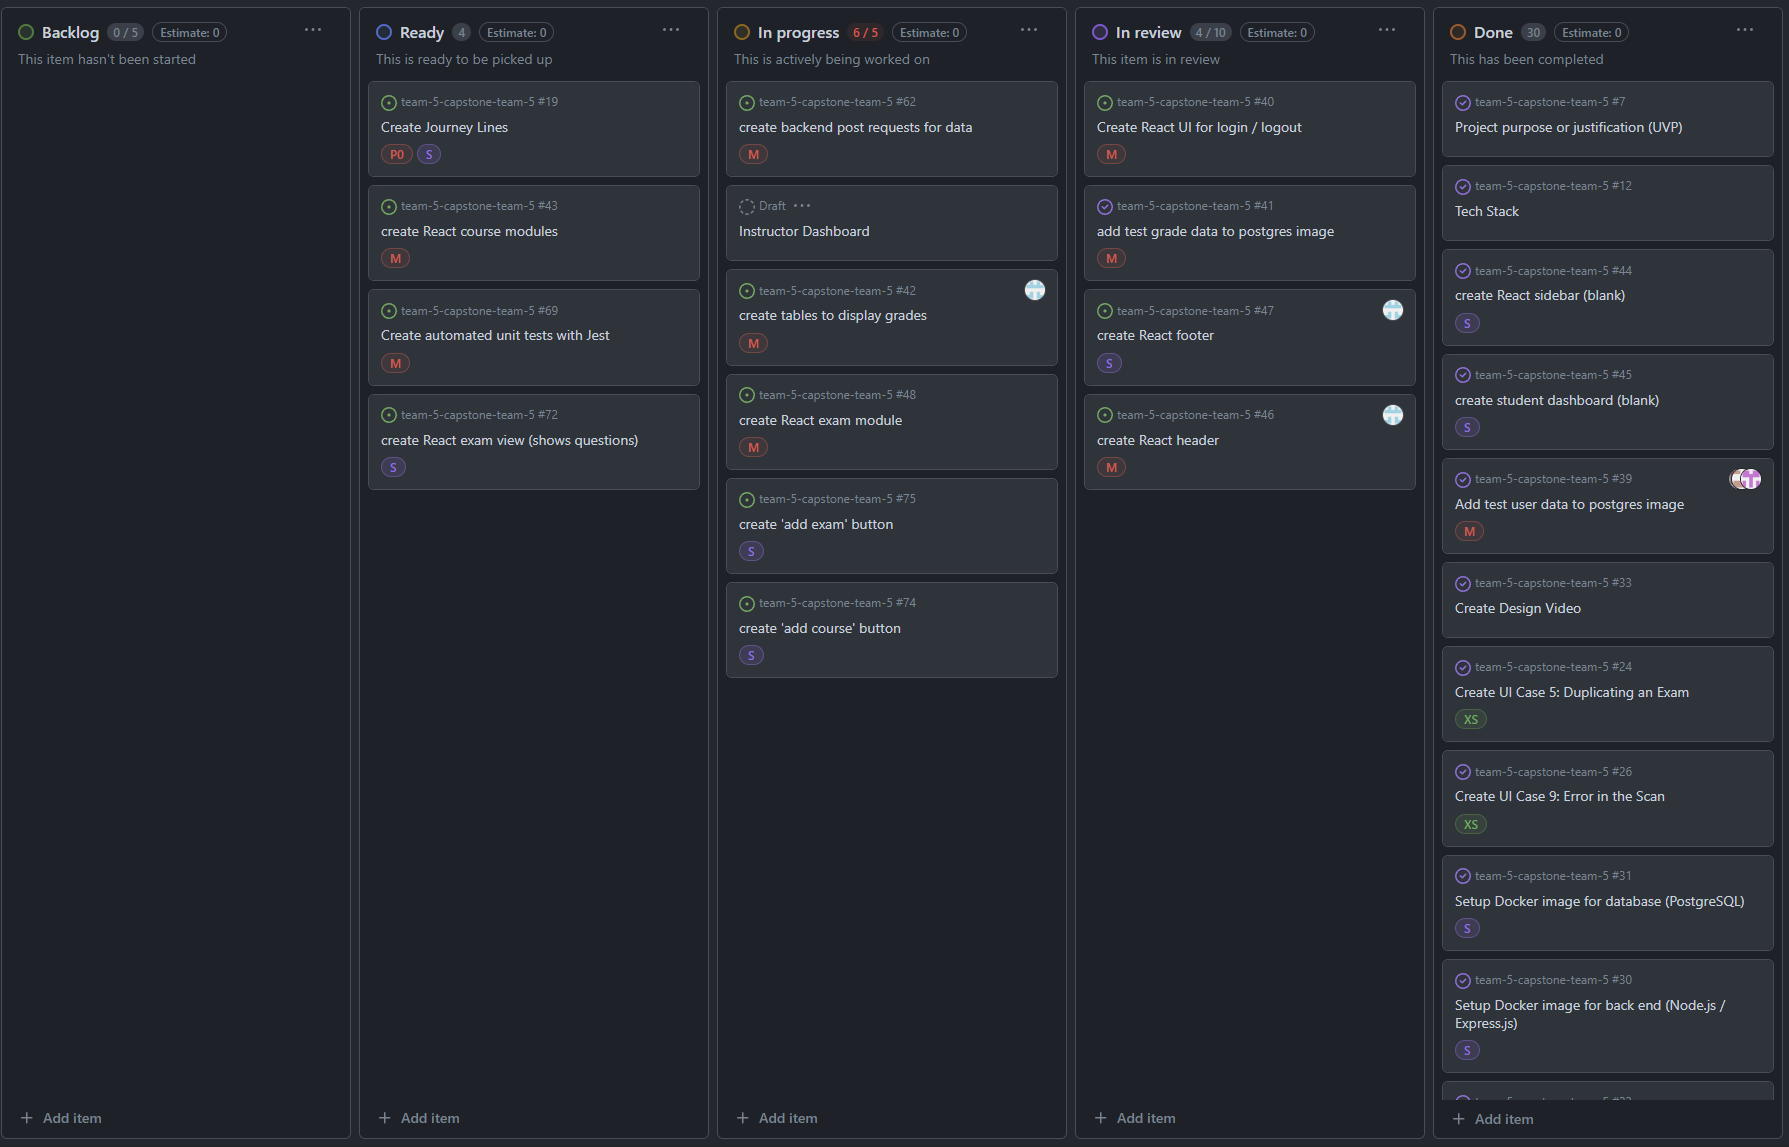 Backlog 0 / 5 Estimate: 0
This item hasn't been started
Add item
Ready 4 Estimate: 0
This is ready to be picked up
team-5-capstone-team-5 #19
Create Journey Lines
P0 S
team-5-capstone-team-5 #43
create React course modules
M
team-5-capstone-team-5 #69
Create automated unit tests with Jest
M
team-5-capstone-team-5 #72
create React exam view (shows questions)
S
Add item
In progress 6 / 5 Estimate: 0
This is actively being worked on
team-5-capstone-team-5 #62
create backend post requests for data
M
Draft
Instructor Dashboard
team-5-capstone-team-5 #42
create tables to display grades
M
team-5-capstone-team-5 #48
create React exam module
M
team-5-capstone-team-5 #75
create 'add exam' button
S
team-5-capstone-team-5 #74
create 'add course' button
S
Add item
In review 4 / 10 Estimate: 0
This item is in review
team-5-capstone-team-5 #40
Create React UI for login / logout
M
team-5-capstone-team-5 #41
add test grade data to postgres image
M
team-5-capstone-team-5 #47
create React footer
S
team-5-capstone-team-5 #46
create React header
M
Add item
Done 30 Estimate: 0
This has been completed
team-5-capstone-team-5 #7
Project purpose or justification (UVP)
team-5-capstone-team-5 #12
Tech Stack
team-5-capstone-team-5 #44
create React sidebar (blank)
S
team-5-capstone-team-5 #45
create student dashboard (blank)
S
team-5-capstone-team-5 #39
Add test user data to postgres image
M
team-5-capstone-team-5 #33
Create Design Video
team-5-capstone-team-5 #24
Create UI Case 5: Duplicating an Exam
XS
team-5-capstone-team-5 #26
Create UI Case 9: Error in the Scan
XS
team-5-capstone-team-5 #31
Setup Docker image for database (PostgreSQL)
S
team-5-capstone-team-5 #30
Setup Docker image for back end (Node.js /
Express.js)
S
Add item